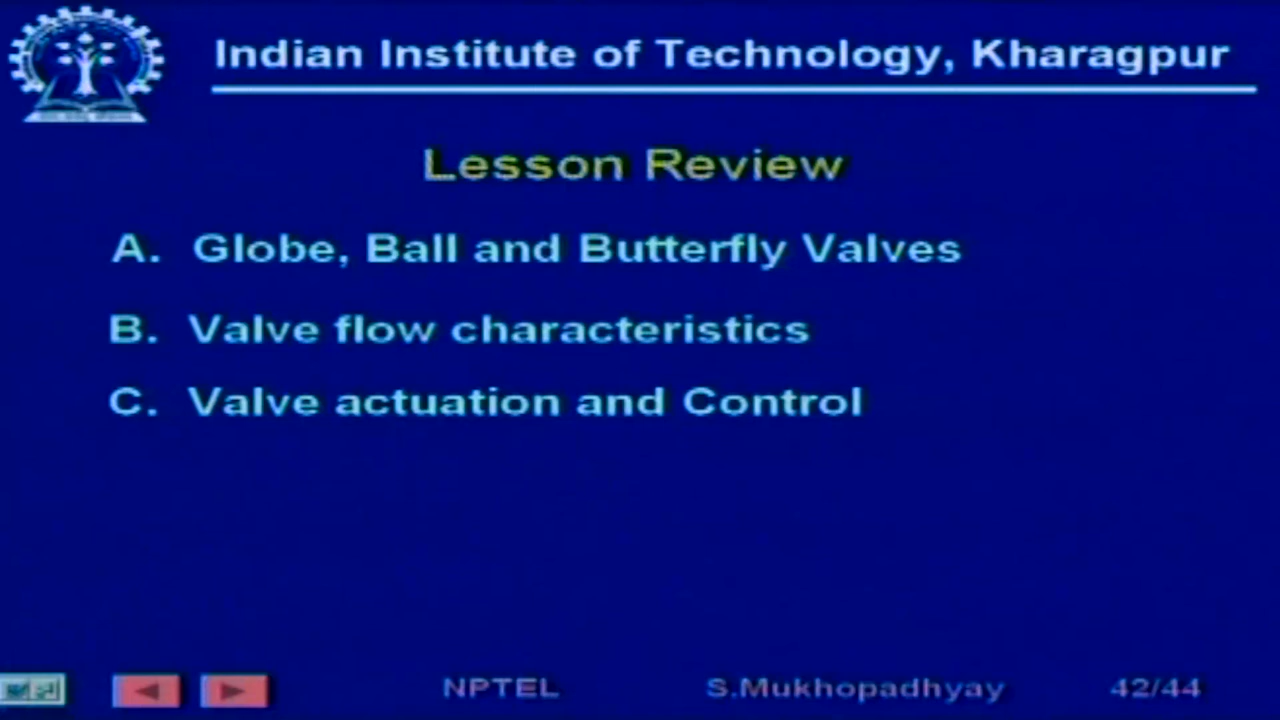 Indian Institute of Technology, Kharagpur
Lesson Review
A. Globe, Ball and Butterfly Valves
B. Valve flow characteristics
C. Valve actuation and Control
NPTEL S.Mukhopadhyay 42/44